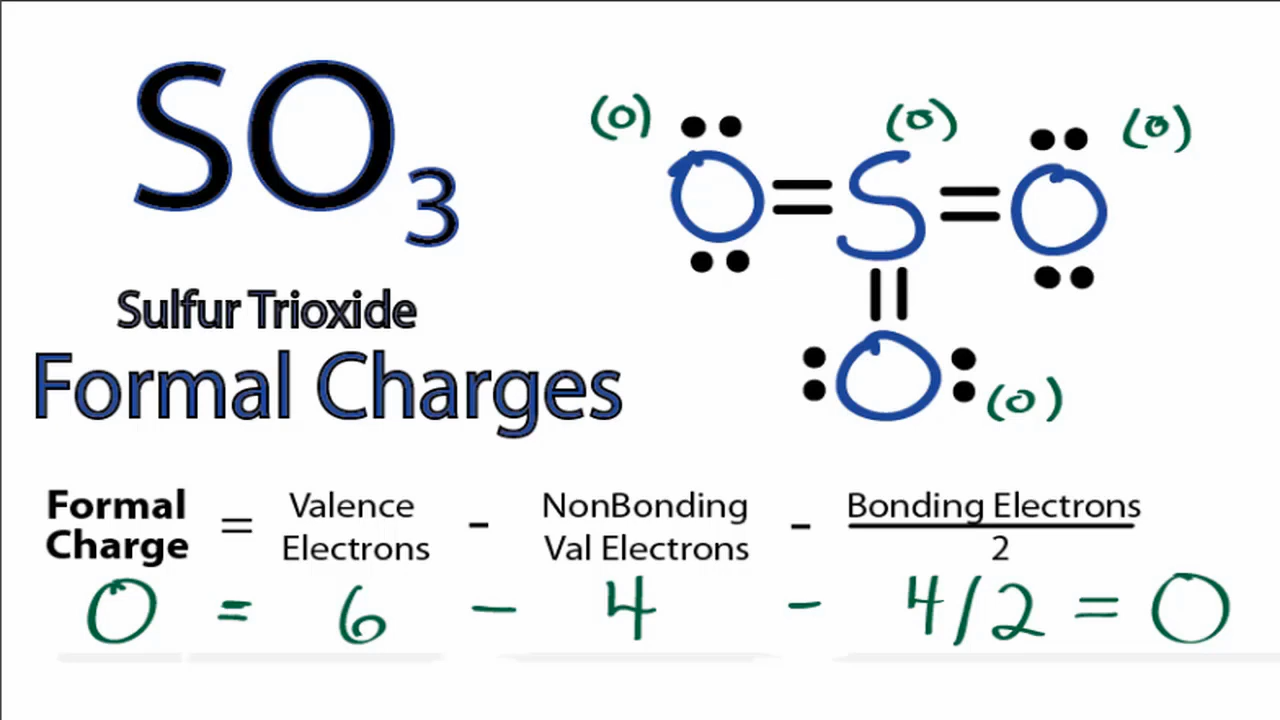 SO₃
Sulfur Trioxide
Formal Charges
(0) (0) (0)
O = S = O
||
O
(0)
Formal Charge = Valence Electrons - NonBonding Val Electrons - Bonding Electrons / 2
O = 6 - 4 - 4/2 = 0